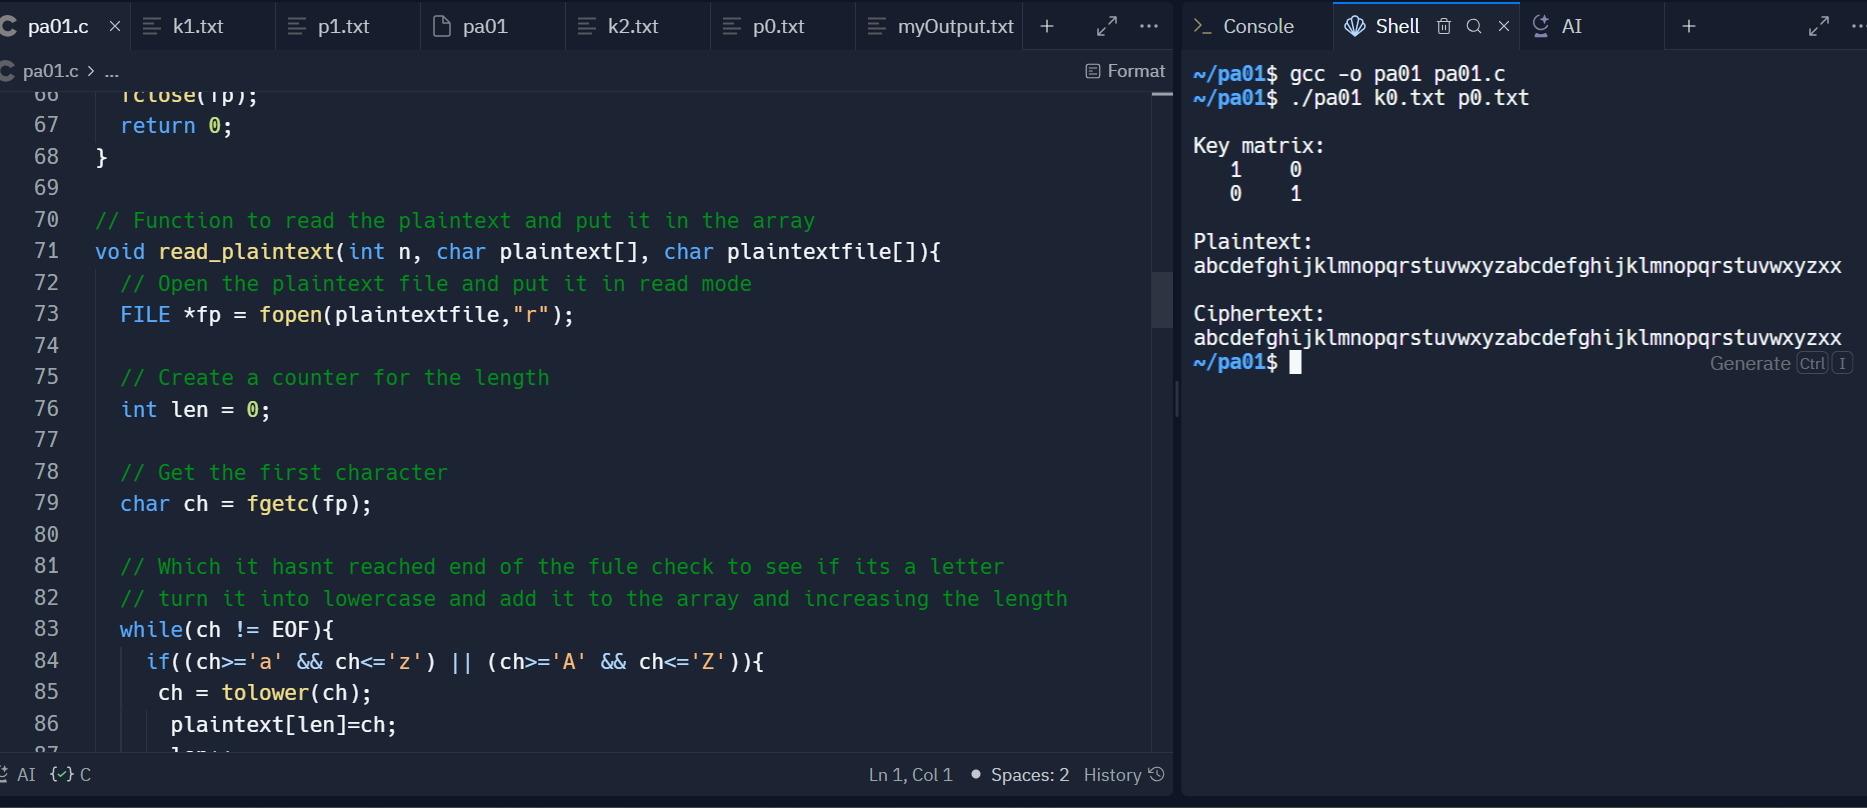 pa01.c × k1.txt p1.txt pa01 k2.txt p0.txt myOutput.txt + ...
pa01.c > ...
Format
66 fclose(fp);
67 return 0;
68 }
69
70 // Function to read the plaintext and put it in the array
71 void read_plaintext(int n, char plaintext[], char plaintextfile[]){
72 // Open the plaintext file and put it in read mode
73 FILE *fp = fopen(plaintextfile,"r");
74
75 // Create a counter for the length
76 int len = 0;
77
78 // Get the first character
79 char ch = fgetc(fp);
80
81 // Which it hasnt reached end of the fule check to see if its a letter
82 // turn it into lowercase and add it to the array and increasing the length
83 while(ch != EOF){
84 if((ch>='a' && ch<='z') || (ch>='A' && ch<='Z')){
85 ch = tolower(ch);
86 plaintext[len]=ch;
87
AI {✓} C
Ln 1, Col 1 • Spaces: 2 History
>_ Console Shell × AI + ...
~/pa01$ gcc -o pa01 pa01.c
~/pa01$ ./pa01 k0.txt p0.txt
Key matrix:
1 0
0 1
Plaintext:
abcdefghijklmnopqrstuvwxyzabcdefghijklmnopqrstuvwxyzxx
Ciphertext:
abcdefghijklmnopqrstuvwxyzabcdefghijklmnopqrstuvwxyzxx
~/pa01$
Generate Ctrl I